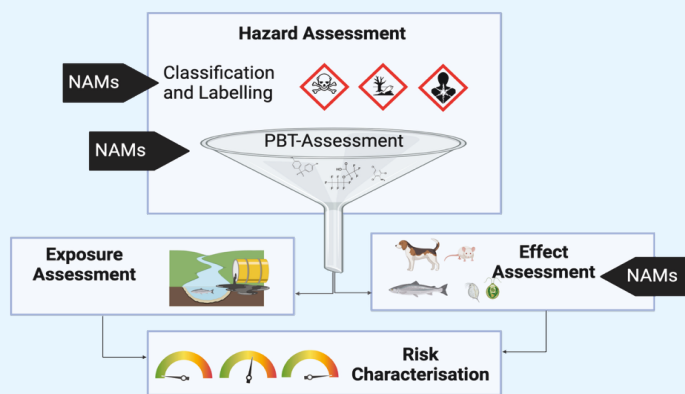 Hazard Assessment
NAMs
Classification
and Labelling
NAMs
PBT-Assessment
Exposure
Assessment
Effect
Assessment
NAMs
Risk
Characterisation